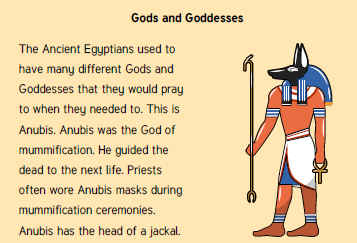 Gods and Goddesses
The Ancient Egyptians used to
have many different Gods and
Goddesses that they would pray
to when they needed to. This is
Anubis. Anubis was the God of
mummification. He guided the
dead to the next life. Priests
often wore Anubis masks during
mummification ceremonies.
Anubis has the head of a jackal.